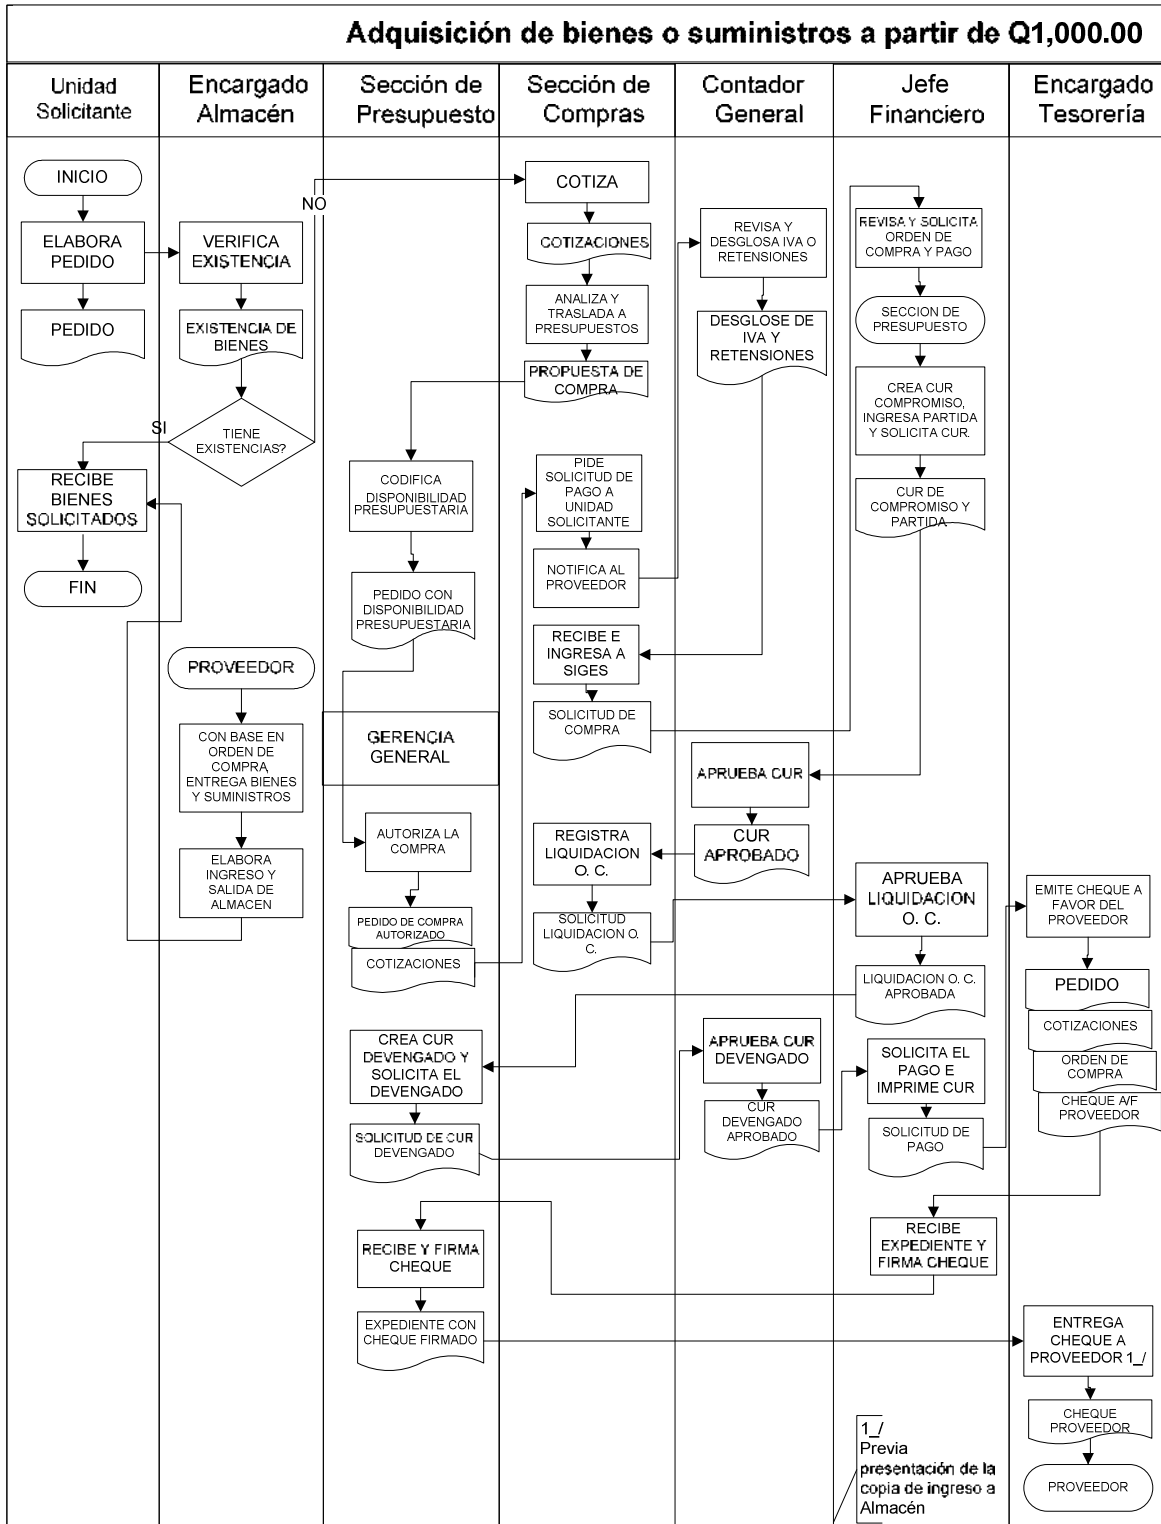 Adquisición de bienes o suministros a partir de Q1,000.00
Unidad
Solicitante
Encargado
Almacén
Sección de
Presupuesto
Sección de
Compras
Contador
General
Jefe
Financiero
Encargado
Tesorería
INICIO
ELABORA
PEDIDO
PEDIDO
SI
RECIBE
BIENES
SOLICITADOS
FIN
VERIFICA
EXISTENCIA
EXISTENCIA DE
BIENES
TIENE
EXISTENCIAS?
NO
PROVEEDOR
CON BASE EN
ORDEN DE
COMPRA,
ENTREGA BIENES
Y SUMINISTROS
ELABORA
INGRESO Y
SALIDA DE
ALMACEN
CODIFICA
DISPONIBILIDAD
PRESUPUESTARIA
PEDIDO CON
DISPONIBILIDAD
PRESUPUESTARIA
GERENCIA
GENERAL
AUTORIZA LA
COMPRA
PEDIDO DE COMPRA
AUTORIZADO
COTIZACIONES
CREA CUR
DEVENGADO Y
SOLICITA EL
DEVENGADO
SOLICITUD DE CUR
DEVENGADO
RECIBE Y FIRMA
CHEQUE
EXPEDIENTE CON
CHEQUE FIRMADO
COTIZA
COTIZACIONES
ANALIZA Y
TRASLADA A
PRESUPUESTOS
PROPUESTA DE
COMPRA
PIDE
SOLICITUD DE
PAGO A
UNIDAD
SOLICITANTE
NOTIFICA AL
PROVEEDOR
RECIBE E
INGRESA A
SIGES
SOLICITUD DE
COMPRA
REGISTRA
LIQUIDACION
O. C.
SOLICITUD
LIQUIDACION O.
C.
REVISA Y
DESGLOSA IVA O
RETENSIONES
DESGLOSE DE
IVA Y
RETENSIONES
APRUEBA CUR
CUR
APROBADO
APRUEBA CUR
DEVENGADO
CUR
DEVENGADO
APROBADO
REVISA Y SOLICITA
ORDEN DE
COMPRA Y PAGO
SECCION DE
PRESUPUESTO
CREA CUR
COMPROMISO,
INGRESA PARTIDA
Y SOLICITA CUR.
CUR DE
COMPROMISO Y
PARTIDA.
APRUEBA
LIQUIDACION
O. C.
LIQUIDACION O. C.
APROBADA
SOLICITA EL
PAGO E
IMPRIME CUR
SOLICITUD DE
PAGO
RECIBE
EXPEDIENTE Y
FIRMA CHEQUE
1_/
Previa
presentación de la
copia de ingreso a
Almacén
EMITE CHEQUE A
FAVOR DEL
PROVEEDOR
PEDIDO
COTIZACIONES
ORDEN DE
COMPRA
CHEQUE A/F
PROVEEDOR
ENTREGA
CHEQUE A
PROVEEDOR 1_/
CHEQUE
PROVEEDOR
PROVEEDOR